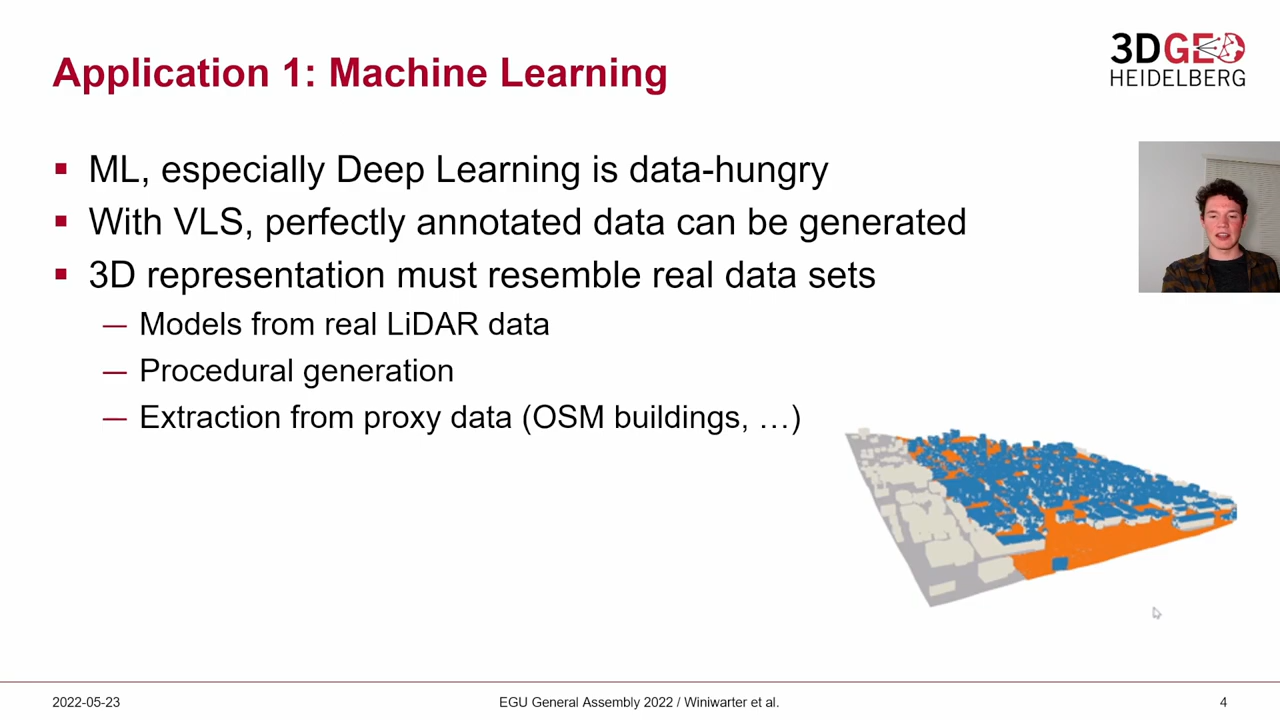 Application 1: Machine Learning
3DGEO
HEIDELBERG
▪ ML, especially Deep Learning is data-hungry
▪ With VLS, perfectly annotated data can be generated
▪ 3D representation must resemble real data sets
— Models from real LiDAR data
— Procedural generation
— Extraction from proxy data (OSM buildings, …)
2022-05-23
EGU General Assembly 2022 / Winiwarter et al.
4